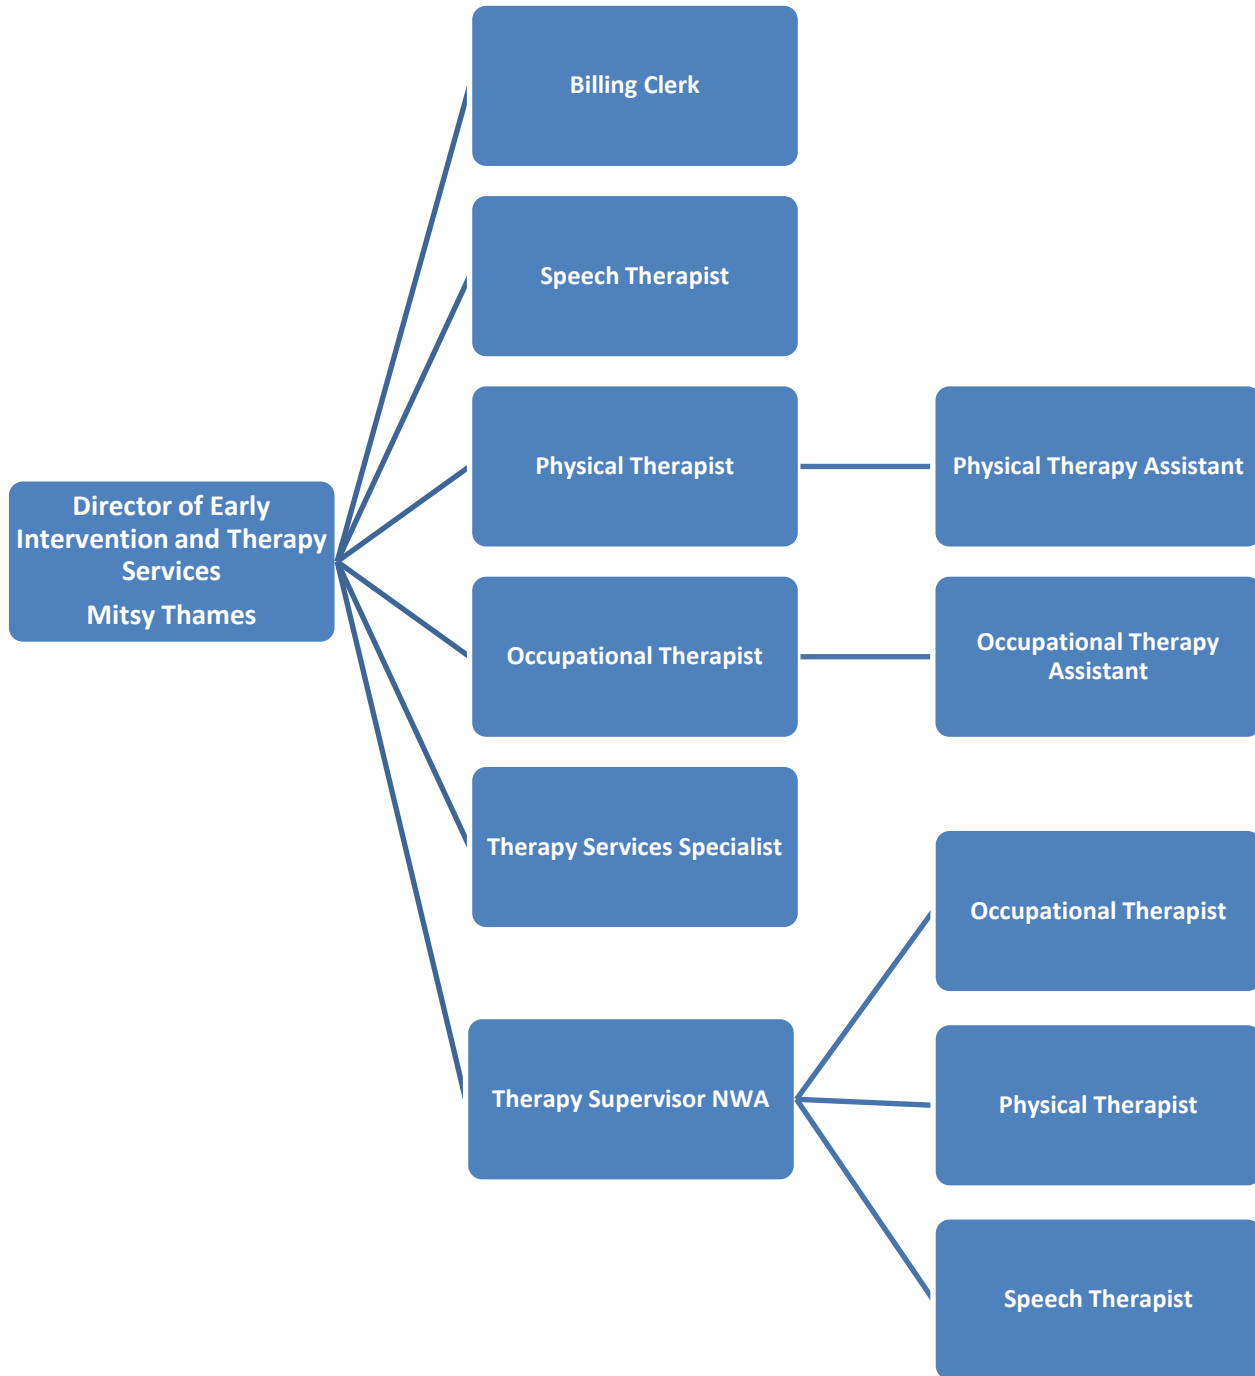 Billing Clerk
Speech Therapist
Physical Therapist
Physical Therapy Assistant
Director of Early
Intervention and Therapy
Services
Mitsy Thames
Occupational Therapist
Occupational Therapy
Assistant
Therapy Services Specialist
Occupational Therapist
Therapy Supervisor NWA
Physical Therapist
Speech Therapist